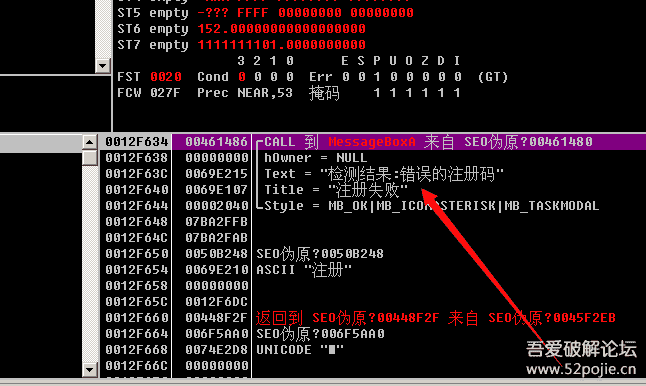 ST5 empty -??? FFFF 00000000 00000000
ST6 empty 152.00000000000000000
ST7 empty 1111111101.0000000000
3 2 1 0 E S P U O Z D I
FST 0020 Cond 0 0 0 0 Err 0 0 1 0 0 0 0 0 (GT)
FCW 027F Prec NEAR,53 掩码 1 1 1 1 1 1
0012F634 00461486 CALL 到 MessageBoxA 来自 SEO伪原?00461480
0012F638 00000000 hOwner = NULL
0012F63C 0069E215 Text = "检测结果:错误的注册码"
0012F640 0069E107 Title = "注册失败"
0012F644 00002040 Style = MB_OK|MB_ICONASTERISK|MB_TASKMODAL
0012F648 07BA2FFB
0012F64C 07BA2FAB
0012F650 0050B248 SEO伪原?0050B248
0012F654 0069E210 ASCII "注册"
0012F658 00000000
0012F65C 0012F6DC
0012F660 00448F2F 返回到 SEO伪原?00448F2F 来自 SEO伪原?0045F2EB
0012F664 006F5AA0 SEO伪原?006F5AA0
0012F668 0074E2D8 UNICODE "■"
0012F66C 00000000
吾爱破解论坛
www.52pojie.cn